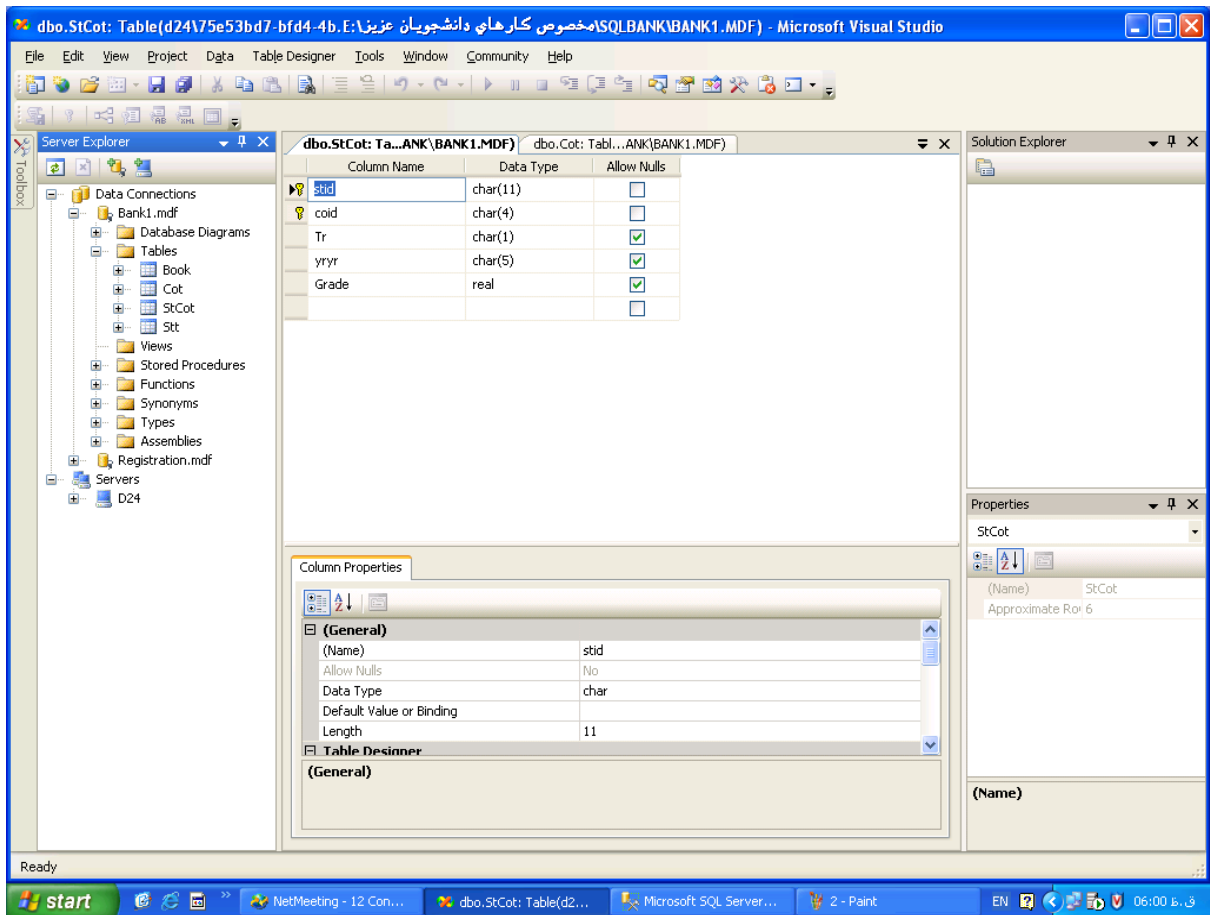 dbo.StCot: Table(d24\75e53bd7-bfd4-4b.E:\مخصوص كارهاي دانشجويان عزيز\SQLBANK\BANK1.MDF) - Microsoft Visual Studio
File Edit View Project Data Table Designer Tools Window Community Help
Server Explorer
dbo.StCot: Ta...ANK\BANK1.MDF) dbo.Cot: Tabl...ANK\BANK1.MDF)
Solution Explorer
Toolbox
Column Name Data Type Allow Nulls
stid char(11)
coid char(4)
Tr char(1)
yryr char(5)
Grade real
Data Connections
Bank1.mdf
Database Diagrams
Tables
Book
Cot
StCot
Stt
Views
Stored Procedures
Functions
Synonyms
Types
Assemblies
Registration.mdf
Servers
D24
Column Properties
(General)
(Name) stid
Allow Nulls No
Data Type char
Default Value or Binding
Length 11
Table Designer
(General)
Properties
StCot
(Name) StCot
Approximate Ro 6
(Name)
Ready
start NetMeeting - 12 Con... dbo.StCot: Table(d2... Microsoft SQL Server... 2 - Paint EN 06:00 ق.ظ